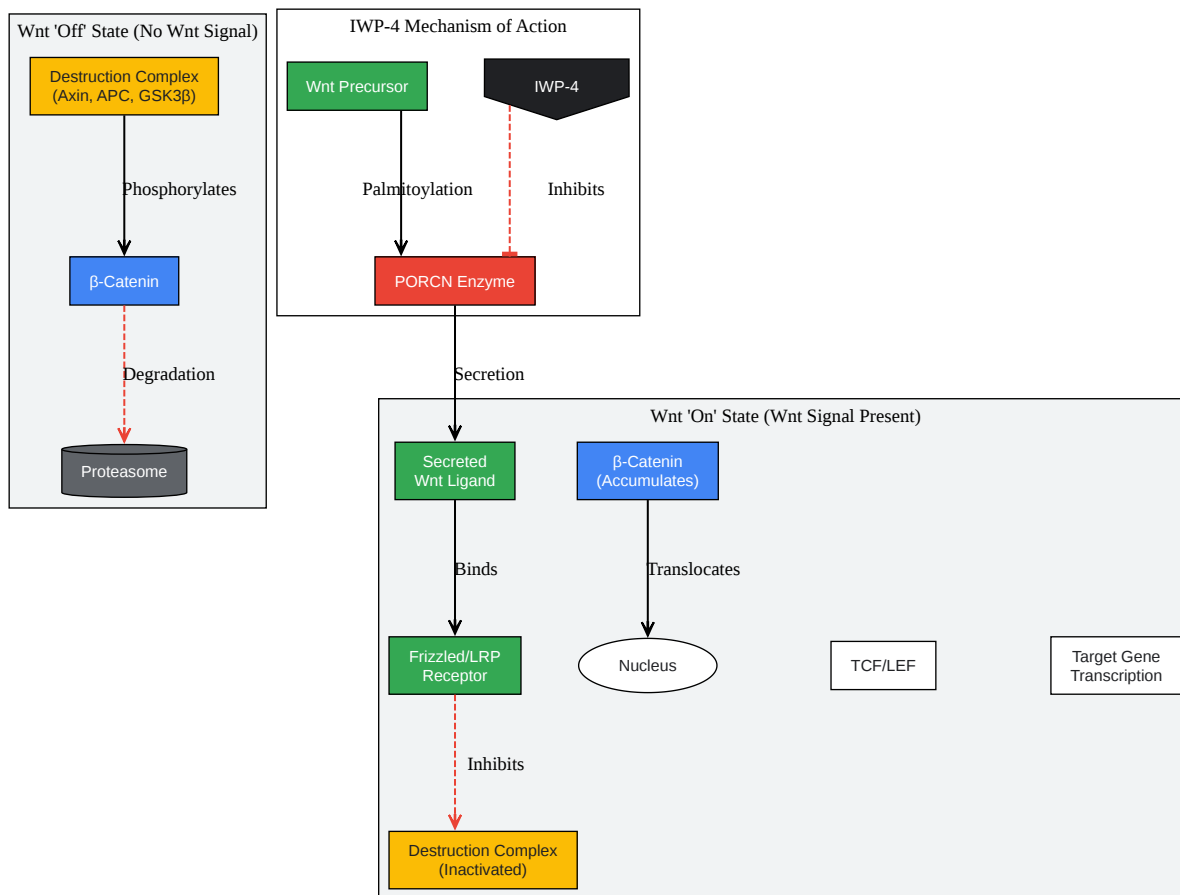 Wnt 'Off' State (No Wnt Signal)
Destruction Complex
(Axin, APC, GSK3β)
Phosphorylates
β-Catenin
Degradation
Proteasome
IWP-4 Mechanism of Action
Wnt Precursor
IWP-4
Palmitoylation
Inhibits
PORCN Enzyme
Secretion
Wnt 'On' State (Wnt Signal Present)
Secreted
Wnt Ligand
β-Catenin
(Accumulates)
Binds
Translocates
Frizzled/LRP
Receptor
Nucleus
TCF/LEF
Target Gene
Transcription
Inhibits
Destruction Complex
(Inactivated)